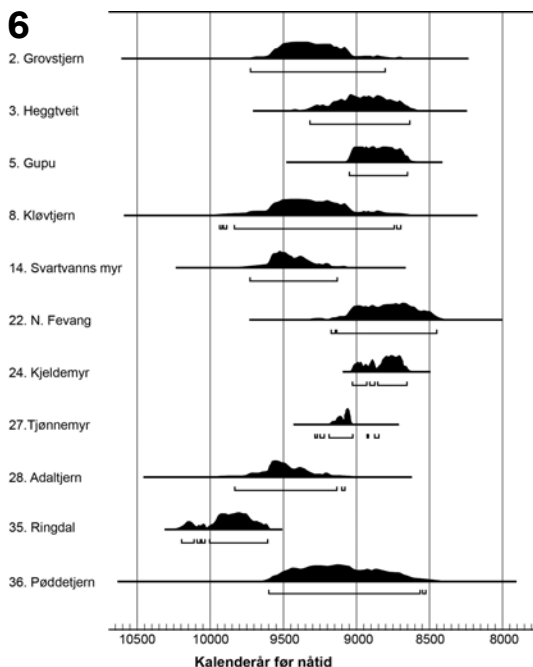 6
2. Grovstjern
3. Heggtveit
5. Gupu
8. Kløvtjern
14. Svartvanns myr
22. N. Fevang
24. Kjeldemyr
27.Tjønnemyr
28. Adaltjern
35. Ringdal
36. Pøddetjern
10500 10000 9500 9000 8500 8000
Kalenderår før nåtid